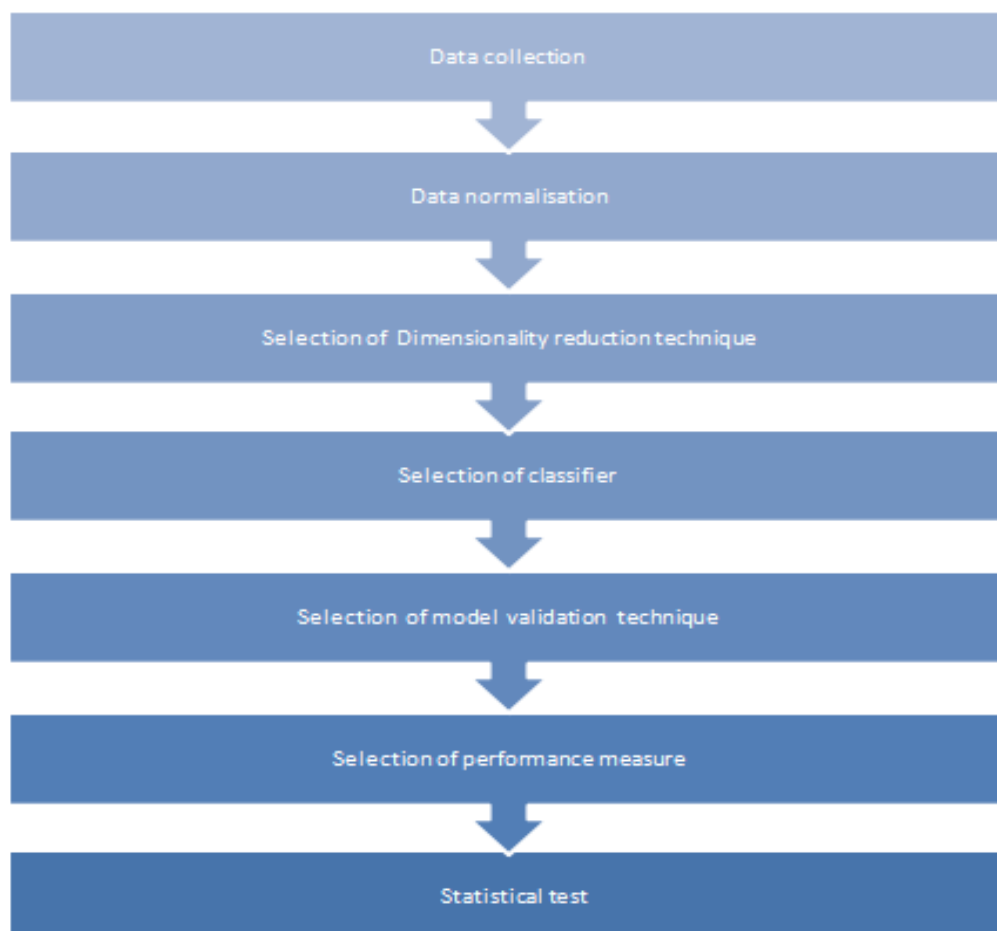 Data collection
Data normalisation
Selection of Dimensionality reduction technique
Selection of classifier
Selection of model validation technique
Selection of performance measure
Statistical test